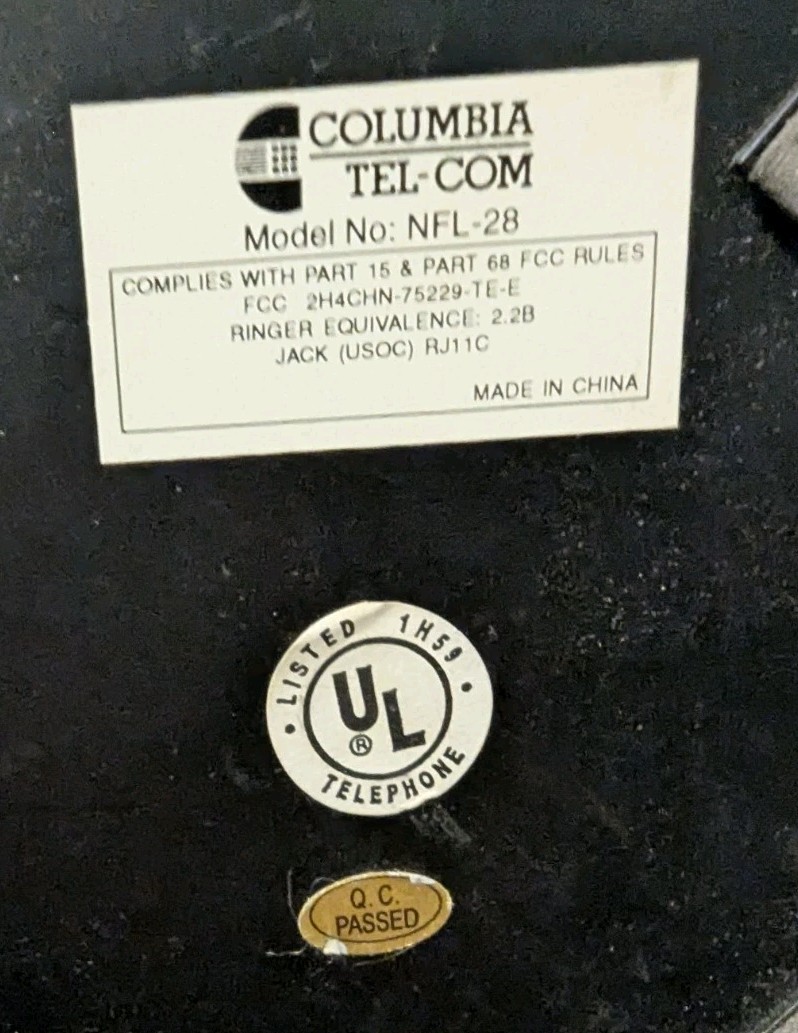 COLUMBIA
TEL-COM
Model No: NFL-28
COMPLIES WITH PART 15 & PART 68 FCC RULES
FCC 2H4CHN-75229-TE-E
RINGER EQUIVALENCE: 2.2B
JACK (USOC) RJ11C
MADE IN CHINA
• LISTED 1H59 •
UL
®
TELEPHONE
Q.C.
PASSED